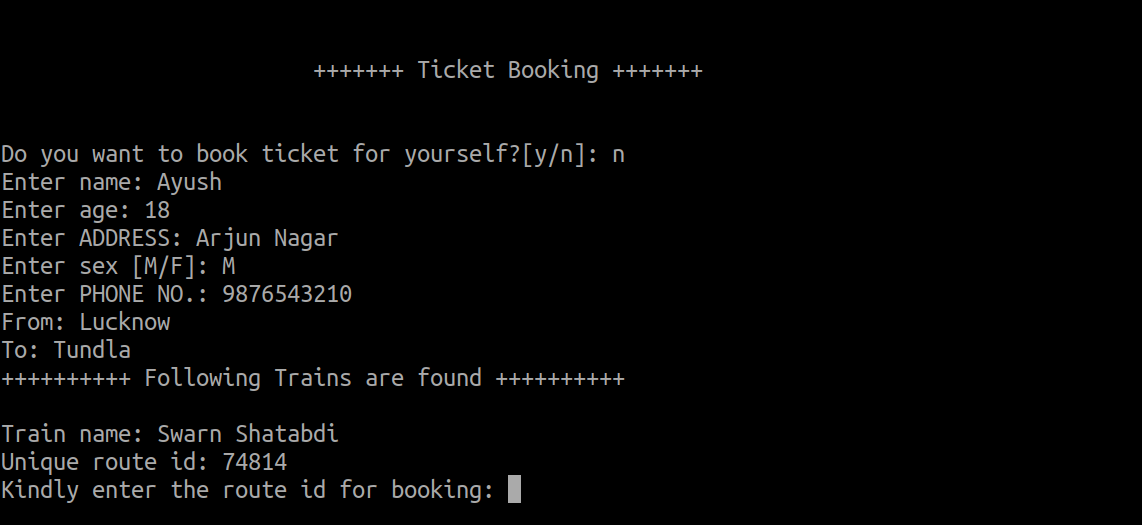 +++++++ Ticket Booking +++++++
Do you want to book ticket for yourself?[y/n]: n
Enter name: Ayush
Enter age: 18
Enter ADDRESS: Arjun Nagar
Enter sex [M/F]: M
Enter PHONE NO.: 9876543210
From: Lucknow
To: Tundla
++++++++++ Following Trains are found ++++++++++
Train name: Swarn Shatabdi
Unique route id: 74814
Kindly enter the route id for booking: